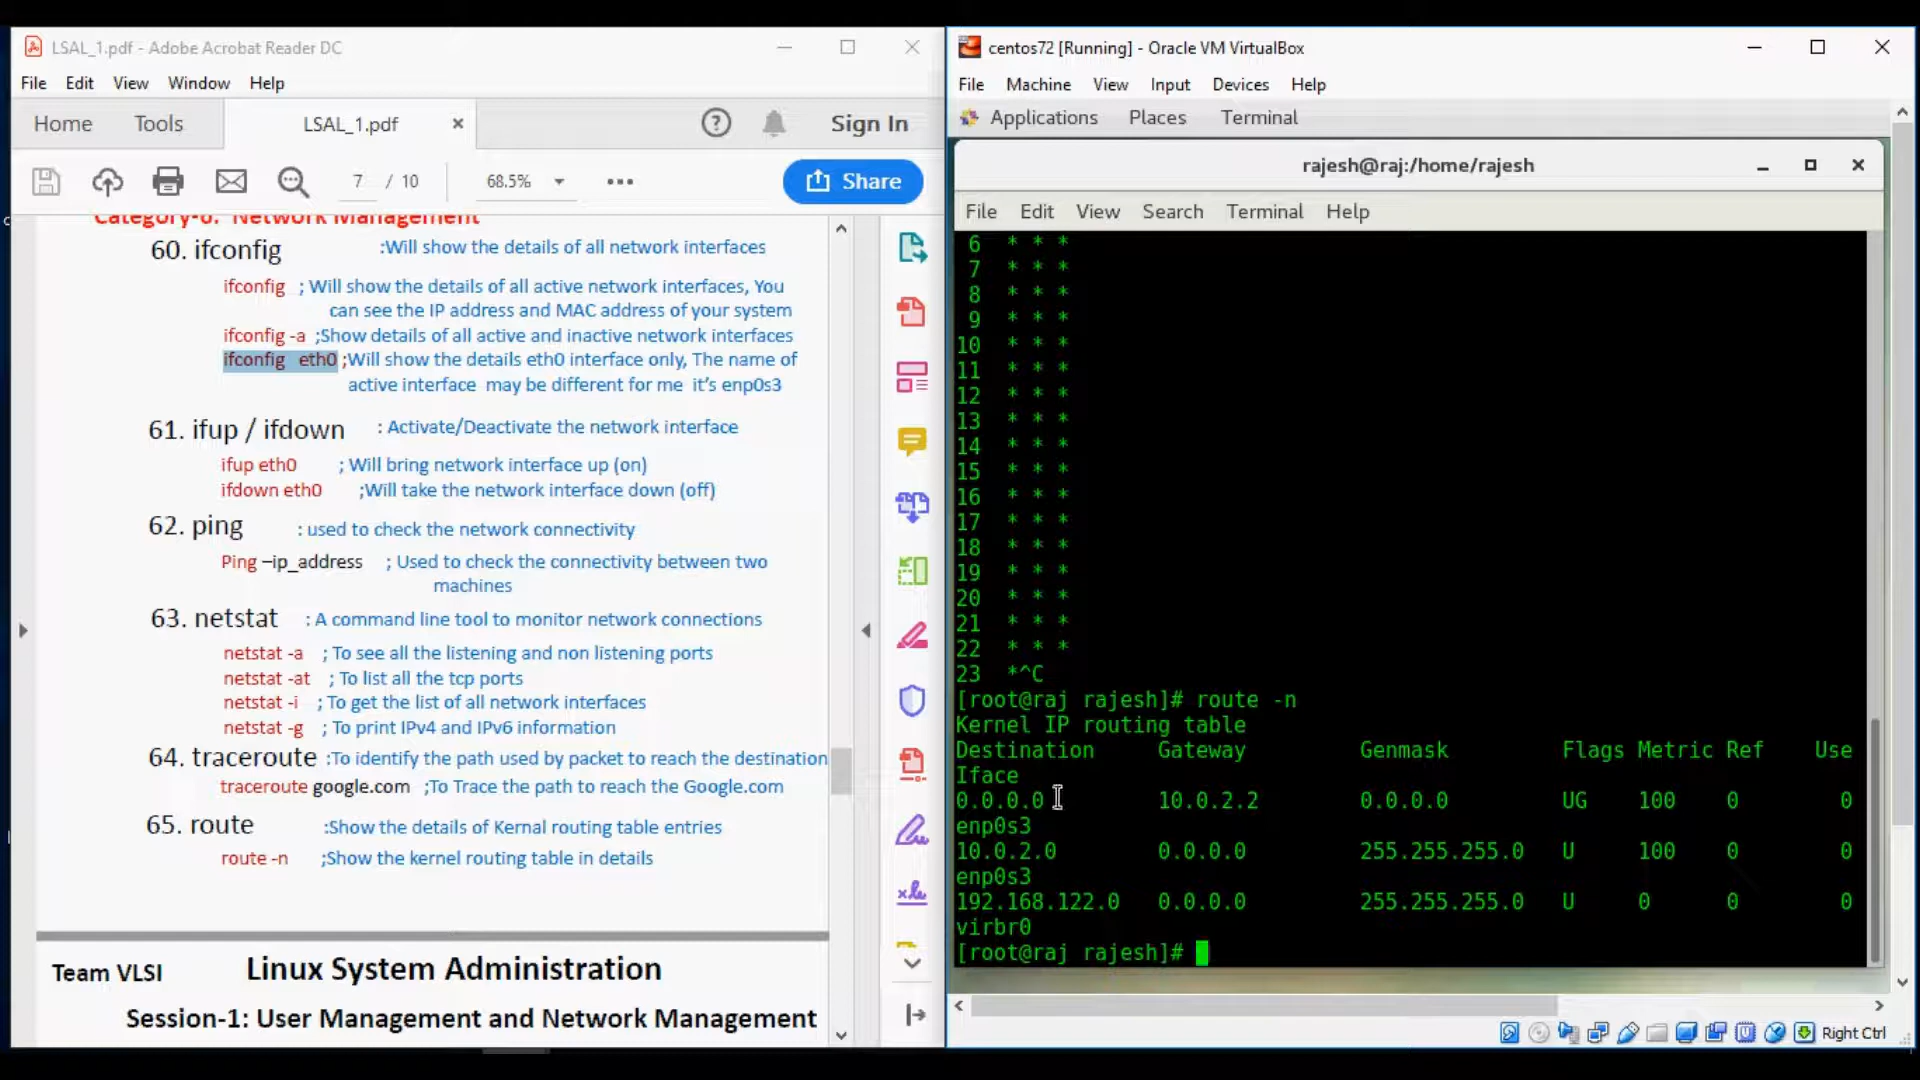 LSAL_1.pdf - Adobe Acrobat Reader DC
File Edit View Window Help
Home Tools LSAL_1.pdf × ? Sign In
7 / 10 68.5% Share
Category-6: Network Management
60. ifconfig :Will show the details of all network interfaces
ifconfig ; Will show the details of all active network interfaces, You
can see the IP address and MAC address of your system
ifconfig -a ;Show details of all active and inactive network interfaces
ifconfig eth0 ;Will show the details eth0 interface only, The name of
active interface may be different for me it's enp0s3
61. ifup / ifdown : Activate/Deactivate the network interface
ifup eth0 ; Will bring network interface up (on)
ifdown eth0 ;Will take the network interface down (off)
62. ping : used to check the network connectivity
Ping –ip_address ; Used to check the connectivity between two
machines
63. netstat : A command line tool to monitor network connections
netstat -a ; To see all the listening and non listening ports
netstat -at ; To list all the tcp ports
netstat -i ; To get the list of all network interfaces
netstat -g ; To print IPv4 and IPv6 information
64. traceroute :To identify the path used by packet to reach the destination
traceroute google.com ;To Trace the path to reach the Google.com
65. route :Show the details of Kernal routing table entries
route -n ;Show the kernel routing table in details
Team VLSI Linux System Administration
Session-1: User Management and Network Management
centos72 [Running] - Oracle VM VirtualBox
File Machine View Input Devices Help
Applications Places Terminal
rajesh@raj:/home/rajesh
File Edit View Search Terminal Help
6 * * *
7 * * *
8 * * *
9 * * *
10 * * *
11 * * *
12 * * *
13 * * *
14 * * *
15 * * *
16 * * *
17 * * *
18 * * *
19 * * *
20 * * *
21 * * *
22 * * *
23 *^C
[root@raj rajesh]# route -n
Kernel IP routing table
Destination Gateway Genmask Flags Metric Ref Use
Iface
0.0.0.0 10.0.2.2 0.0.0.0 UG 100 0 0
enp0s3
10.0.2.0 0.0.0.0 255.255.255.0 U 100 0 0
enp0s3
192.168.122.0 0.0.0.0 255.255.255.0 U 0 0 0
virbr0
[root@raj rajesh]#
Right Ctrl